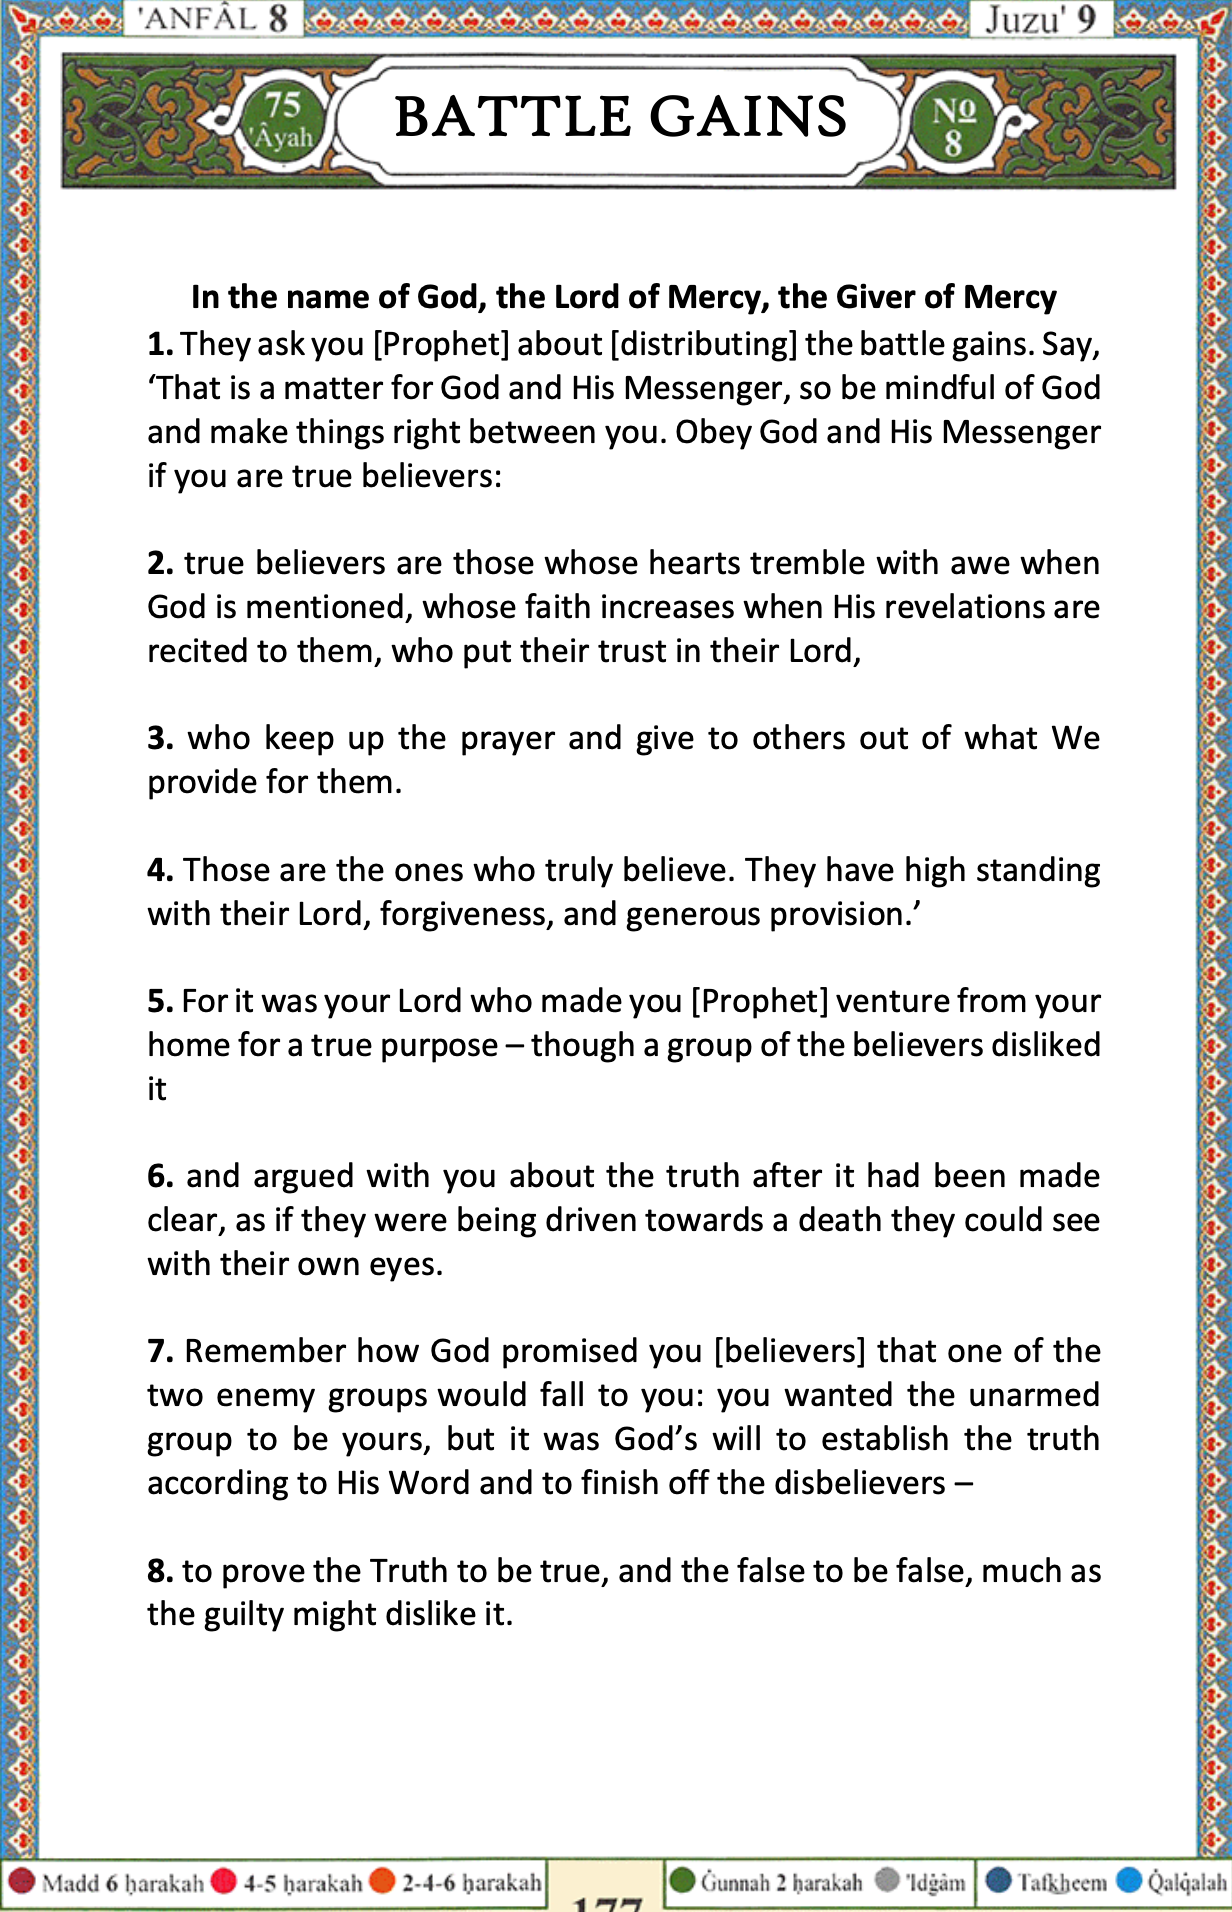 'ANFÂL 8
Juzu' 9
75
'Âyah
BATTLE GAINS
No
8
In the name of God, the Lord of Mercy, the Giver of Mercy
1. They ask you [Prophet] about [distributing] the battle gains. Say,
‘That is a matter for God and His Messenger, so be mindful of God
and make things right between you. Obey God and His Messenger
if you are true believers:
2. true believers are those whose hearts tremble with awe when
God is mentioned, whose faith increases when His revelations are
recited to them, who put their trust in their Lord,
3. who keep up the prayer and give to others out of what We
provide for them.
4. Those are the ones who truly believe. They have high standing
with their Lord, forgiveness, and generous provision.’
5. For it was your Lord who made you [Prophet] venture from your
home for a true purpose – though a group of the believers disliked
it
6. and argued with you about the truth after it had been made
clear, as if they were being driven towards a death they could see
with their own eyes.
7. Remember how God promised you [believers] that one of the
two enemy groups would fall to you: you wanted the unarmed
group to be yours, but it was God’s will to establish the truth
according to His Word and to finish off the disbelievers –
8. to prove the Truth to be true, and the false to be false, much as
the guilty might dislike it.
Madd 6 ḥarakah 4-5 ḥarakah 2-4-6 ḥarakah
177
Ġunnah 2 ḥarakah 'Idġâm Tafkheem Q̇alq̇alah